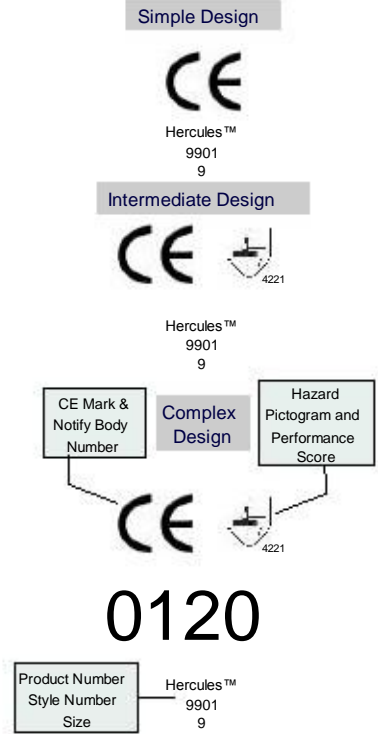 Simple Design
CE
Hercules™
9901
9
Intermediate Design
CE
4221
Hercules™
9901
9
CE Mark &
Notify Body
Number
Complex
Design
Hazard
Pictogram and
Performance
Score
CE
4221
0120
Product Number
Style Number
Size
Hercules™
9901
9